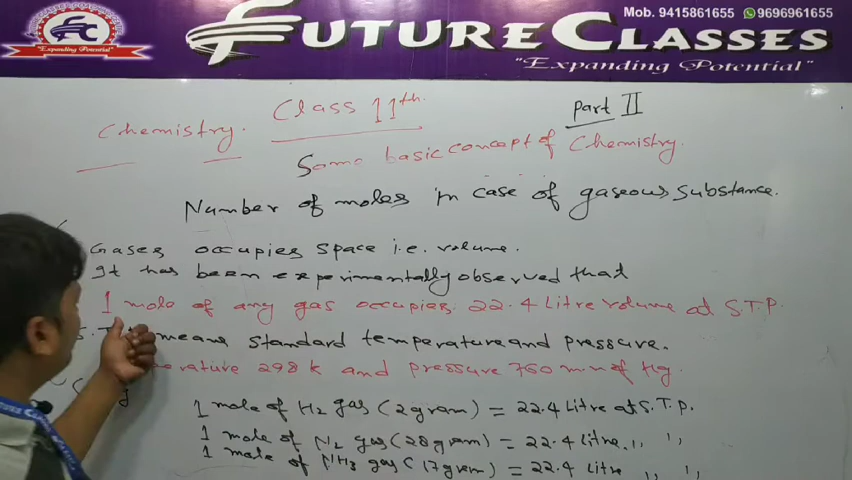 Mob. 9415861655 9696961655
FC
FUTURE CLASSES
Expanding Potential
"Expanding Potential"
Chemistry. Class 11th. Part II
Some basic concept of Chemistry.
Number of moles in case of gaseous substance.
Gases occupies space i.e. volume.
It has been experimentally observed that
1 mole of any gas occupies 22.4 Litre volume at S.T.P.
means standard temperature and pressure.
rature 298 k and pressure 760 mm of Hg.
1 mole of H2 gas (2 gram) = 22.4 Litre at S.T.P.
1 mole of N2 gas (28 gram) = 22.4 Litre. ,, ,,
1 mole of NH3 gas (17 gram) = 22.4 Litre ,, ,,